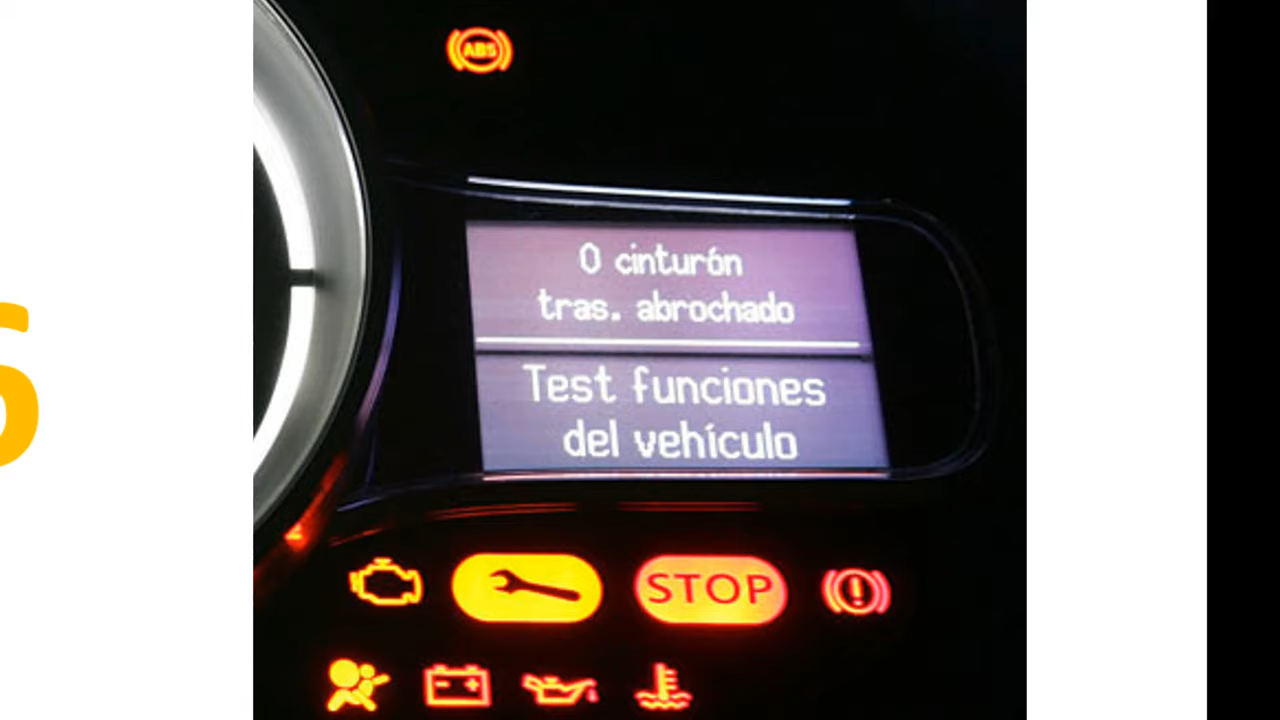 ABS
0 cinturón
tras. abrochado
Test funciones
del vehículo
STOP